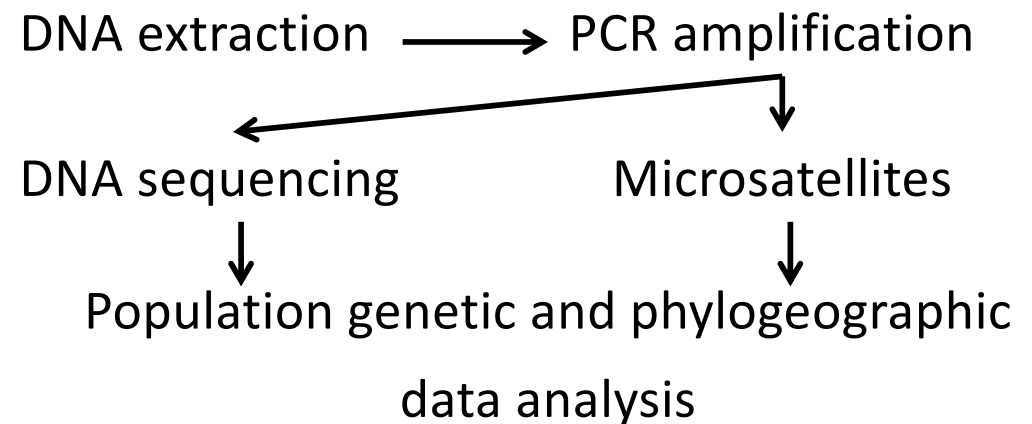 DNA extraction PCR amplification
DNA sequencing Microsatellites
Population genetic and phylogeographic
data analysis